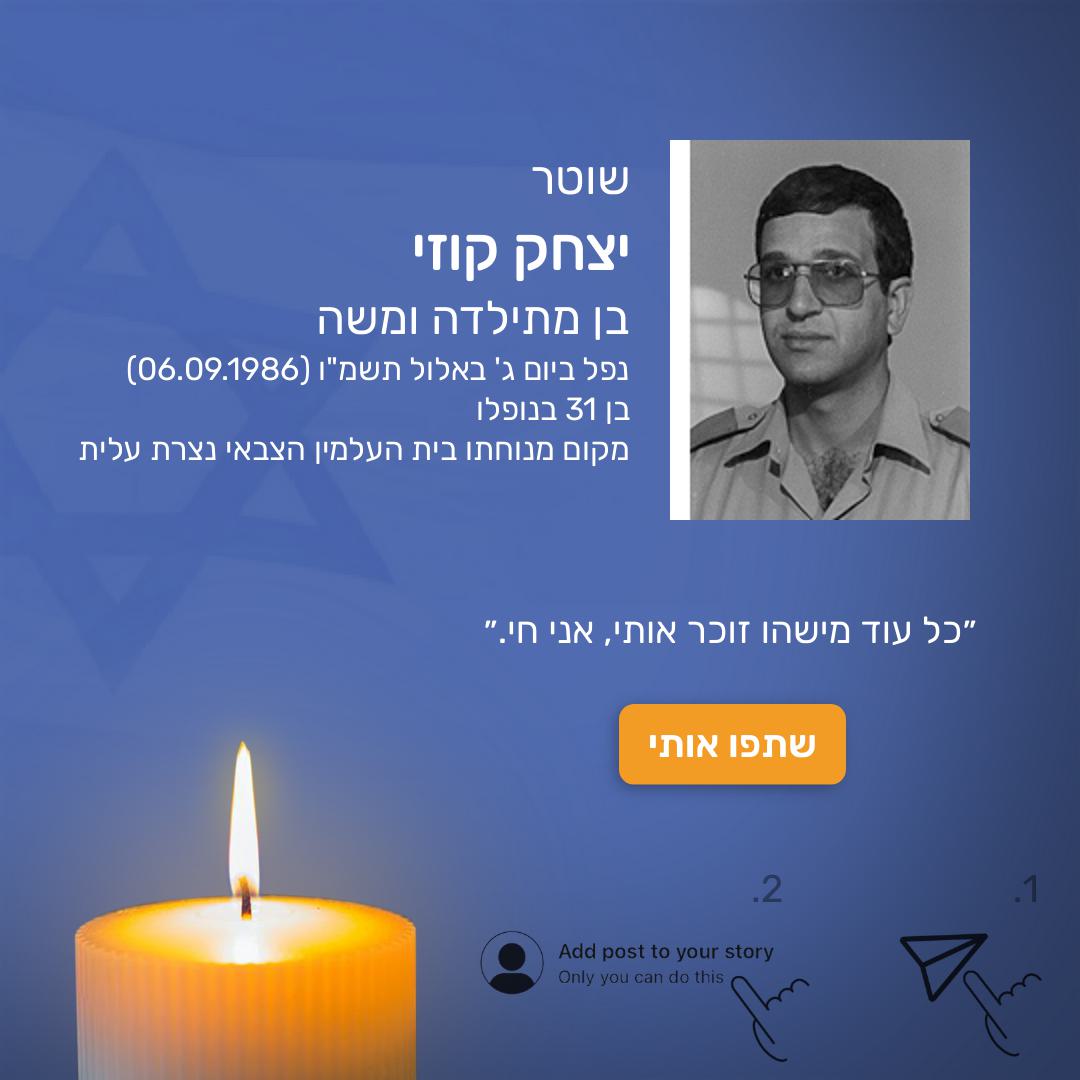 שוטר
יצחק קוזי
בן מתילדה ומשה
נפל ביום ג' באלול תשמ"ו (06.09.1986)
בן 31 בנופלו
מקום מנוחתו בית העלמין הצבאי נצרת עלית
״כל עוד מישהו זוכר אותי, אני חי.״
שתפו אותי
1.
2.
Add post to your story
Only you can do this